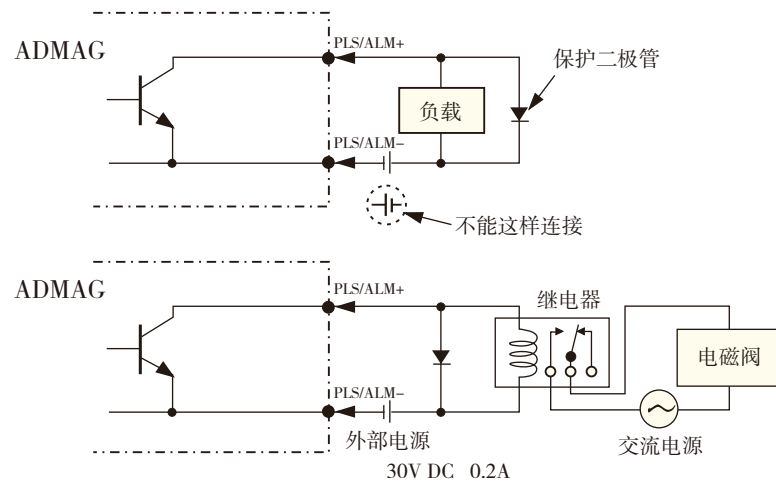 ADMAG
PLS/ALM+
保护二极管
负载
PLS/ALM−
不能这样连接
ADMAG
PLS/ALM+
继电器
电磁阀
PLS/ALM−
外部电源
交流电源
30V DC 0.2A